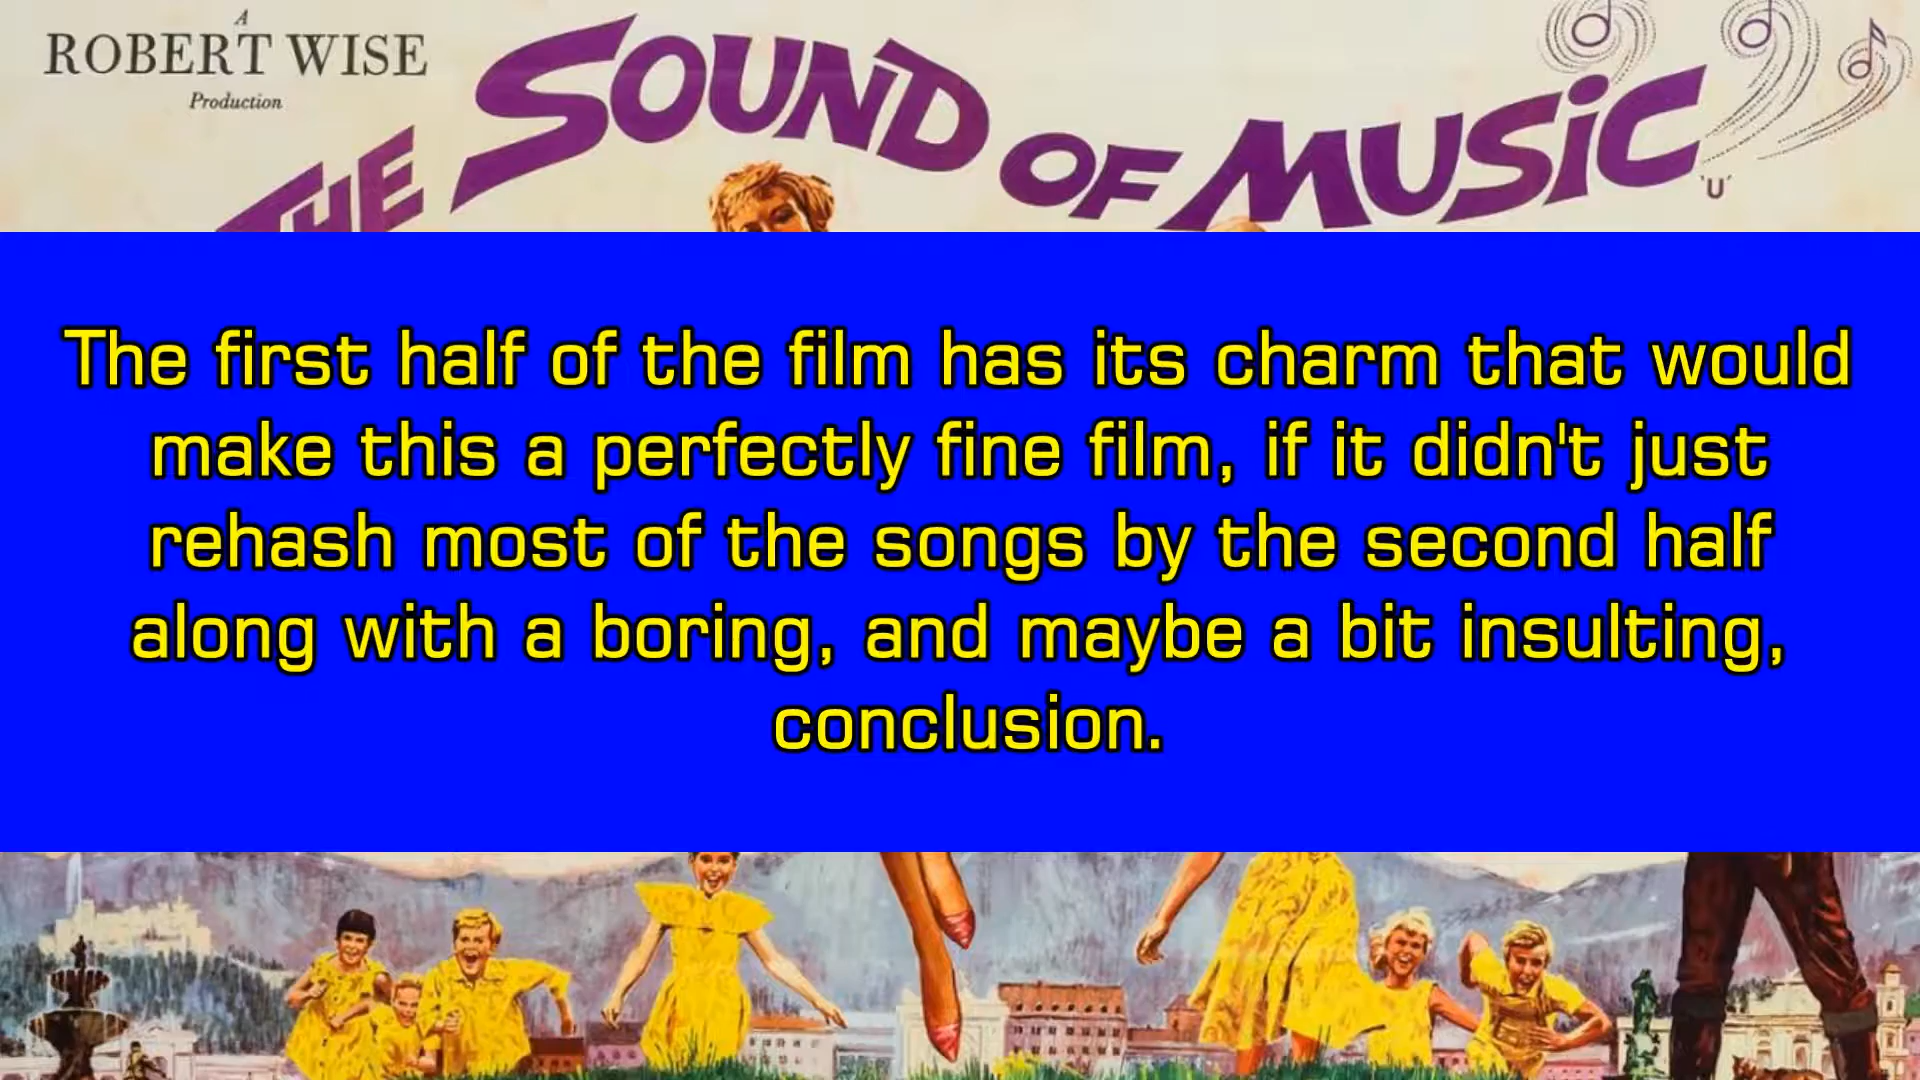 A
ROBERT WISE
Production
THE SOUND OF MUSiC
'U'
The first half of the film has its charm that would
make this a perfectly fine film, if it didn't just
rehash most of the songs by the second half
along with a boring, and maybe a bit insulting,
conclusion.